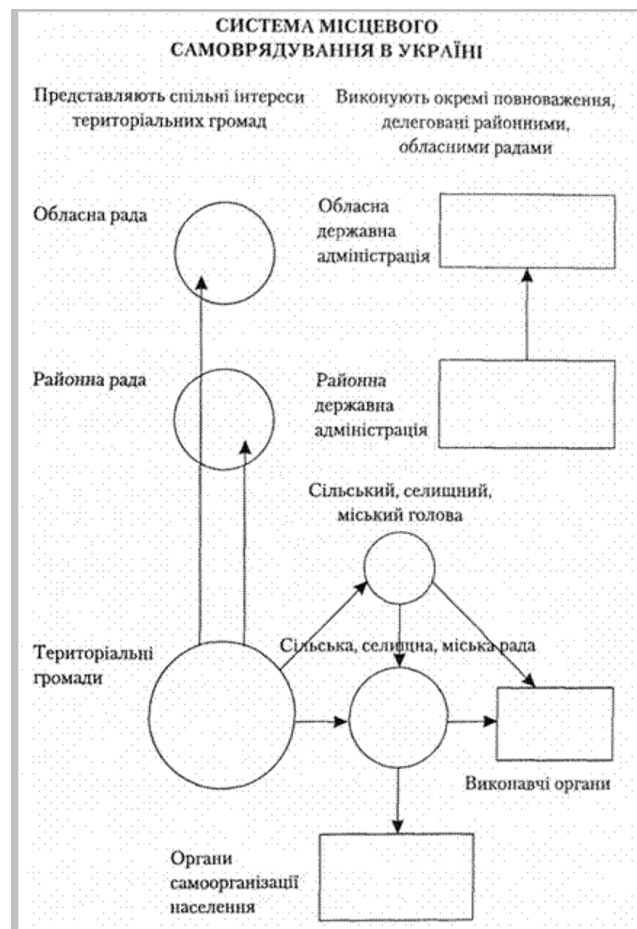 СИСТЕМА МІСЦЕВОГО
САМОВРЯДУВАННЯ В УКРАЇНІ
Представляють спільні інтереси
територіальних громад
Виконують окремі повноваження,
делеговані районними,
обласними радами
Обласна рада
Обласна
державна
адміністрація
Районна рада
Районна
державна
адміністрація
Сільський, селищний,
міський голова
Територіальні
громади
Сільська, селищна, міська рада
Виконавчі органи
Органи
самоорганізації
населення